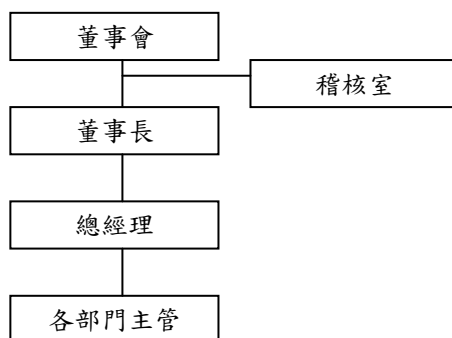 董事會
稽核室
董事長
總經理
各部門主管